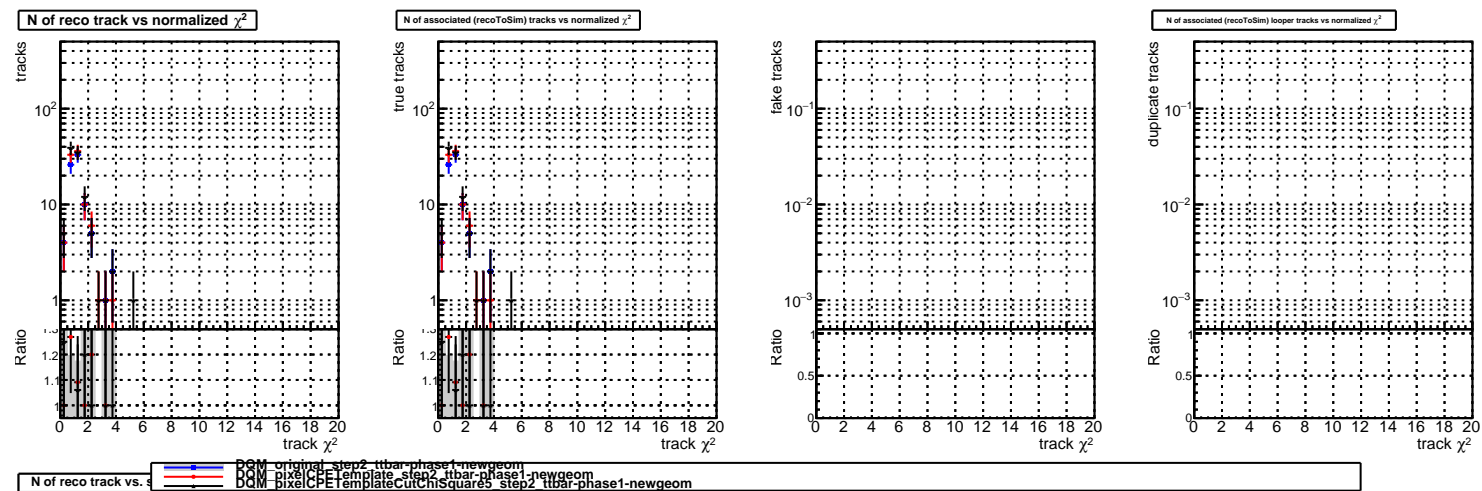 N of reco track vs normalized χ²
N of associated (recoToSim) tracks vs normalized χ²
N of associated (recoToSim) looper tracks vs normalized χ²
tracks
10²
10
1
Ratio
1.3
1.2
1.1
1
0 2 4 6 8 10 12 14 16 18 20
track χ²
true tracks
10²
10
1
Ratio
1.3
1.2
1.1
1
0 2 4 6 8 10 12 14 16 18 20
track χ²
fake tracks
10⁻¹
10⁻²
10⁻³
Ratio
1
0.5
0
0 2 4 6 8 10 12 14 16 18 20
track χ²
duplicate tracks
10⁻¹
10⁻²
10⁻³
Ratio
1
0.5
0
0 2 4 6 8 10 12 14 16 18 20
track χ²
N of reco track vs.
DQM_original_step2_ttbar-phase1-newgeom
DQM_pixelCPETemplate_step2_ttbar-phase1-newgeom
DQM_pixelCPETemplateCutChiSquare5_step2_ttbar-phase1-newgeom